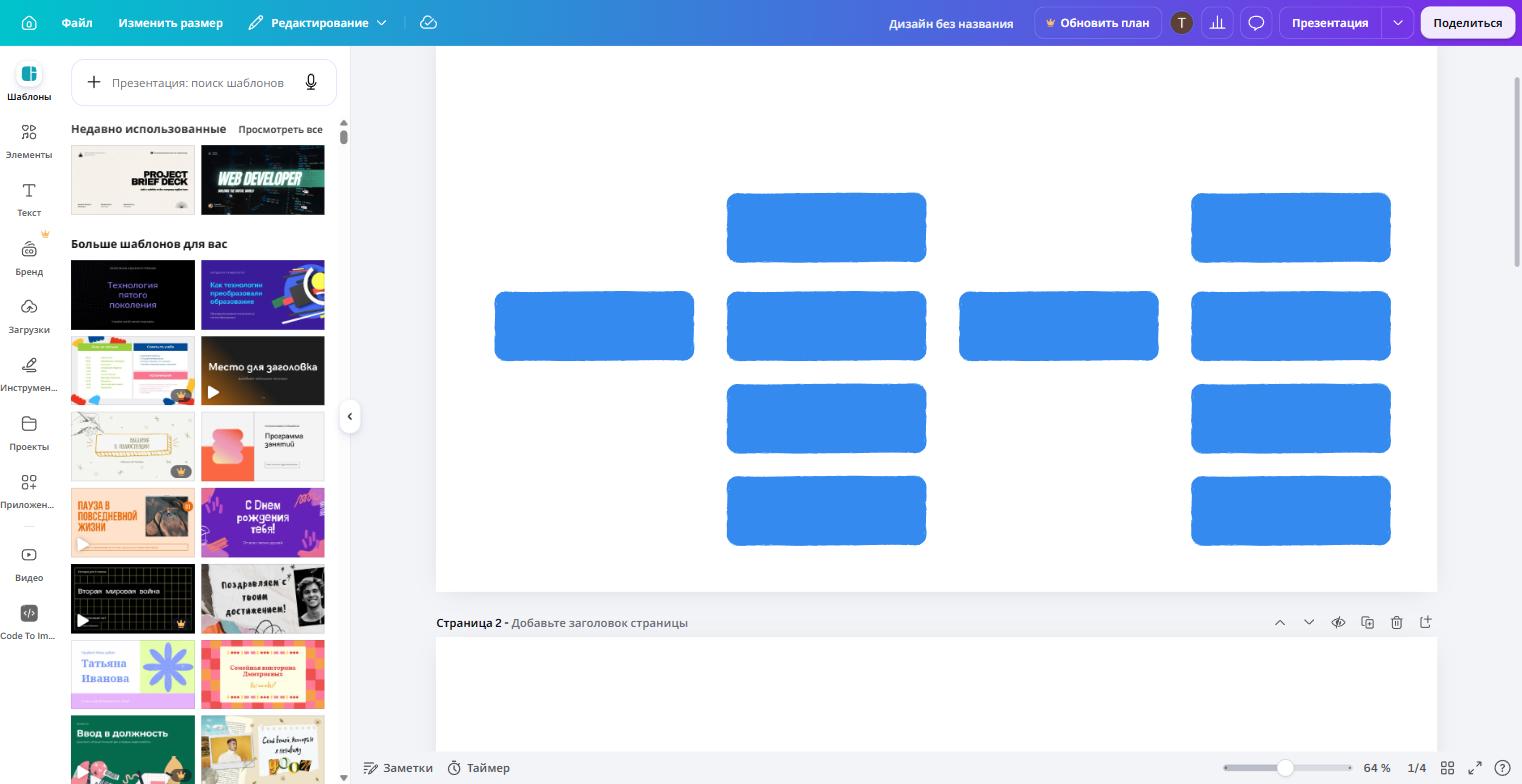 Файл
Изменить размер
Редактирование
Дизайн без названия
Обновить план
T
Презентация
Поделиться
Шаблоны
Элементы
Текст
Бренд
Загрузки
Инструмен...
Проекты
Приложен...
Видео
Code To Im...
Презентация: поиск шаблонов
Недавно использованные
Просмотреть все
PROJECT
BRIEF DECK
WEB DEVELOPER
Больше шаблонов для вас
Технология
пятого
поколения
Как технологии
преобразовали
образование
Место для заголовка
Программа
занятий
ПАУЗА В
ПОВСЕДНЕВНОЙ
ЖИЗНИ
С Днем
рождения
тебя!
Вторая мировая война
Поздравляем с
твоим
достижением!
Татьяна
Иванова
Семейная викторина
Дмитриевых
Ввод в должность
Страница 2 - Добавьте заголовок страницы
Заметки
Таймер
64 %
1/4